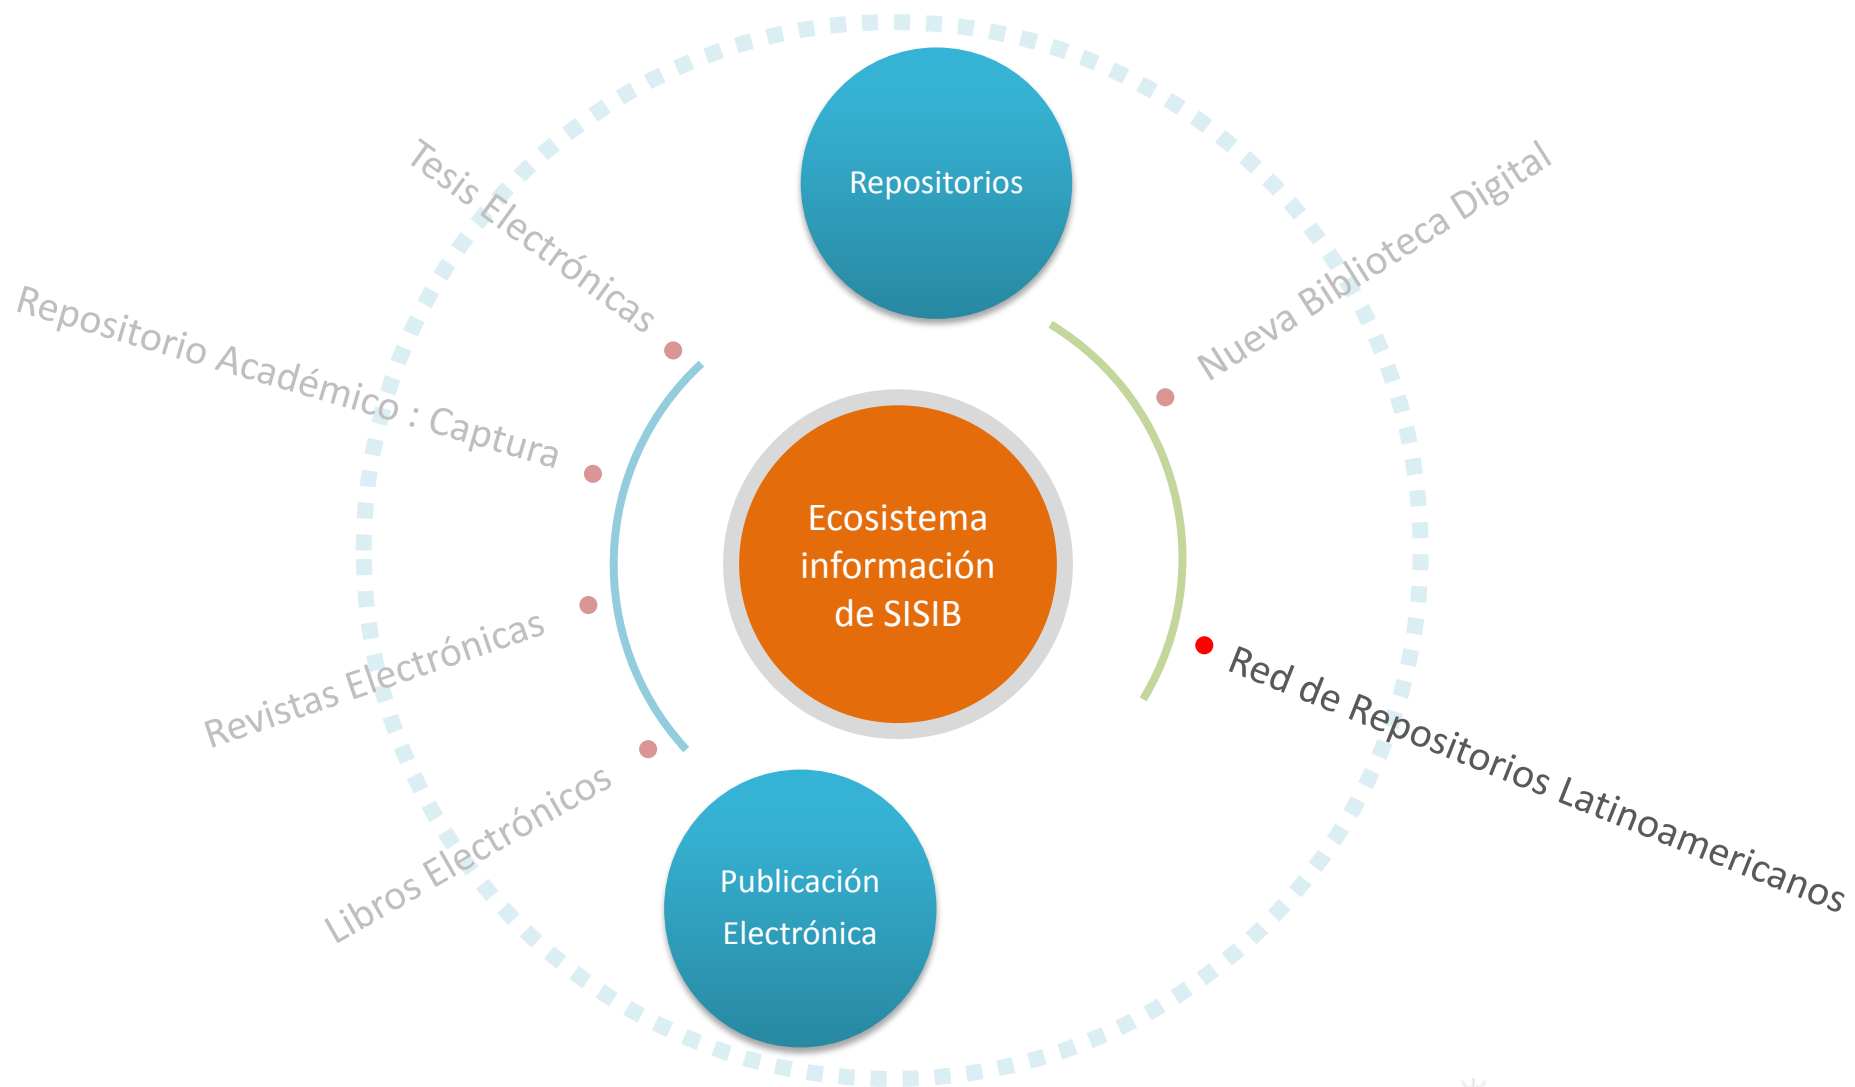 Repositorios
Tesis Electrónicas
Repositorio Académico : Captura
Revistas Electrónicas
Libros Electrónicos
Ecosistema
información
de SISIB
Nueva Biblioteca Digital
Red de Repositorios Latinoamericanos
Publicación
Electrónica